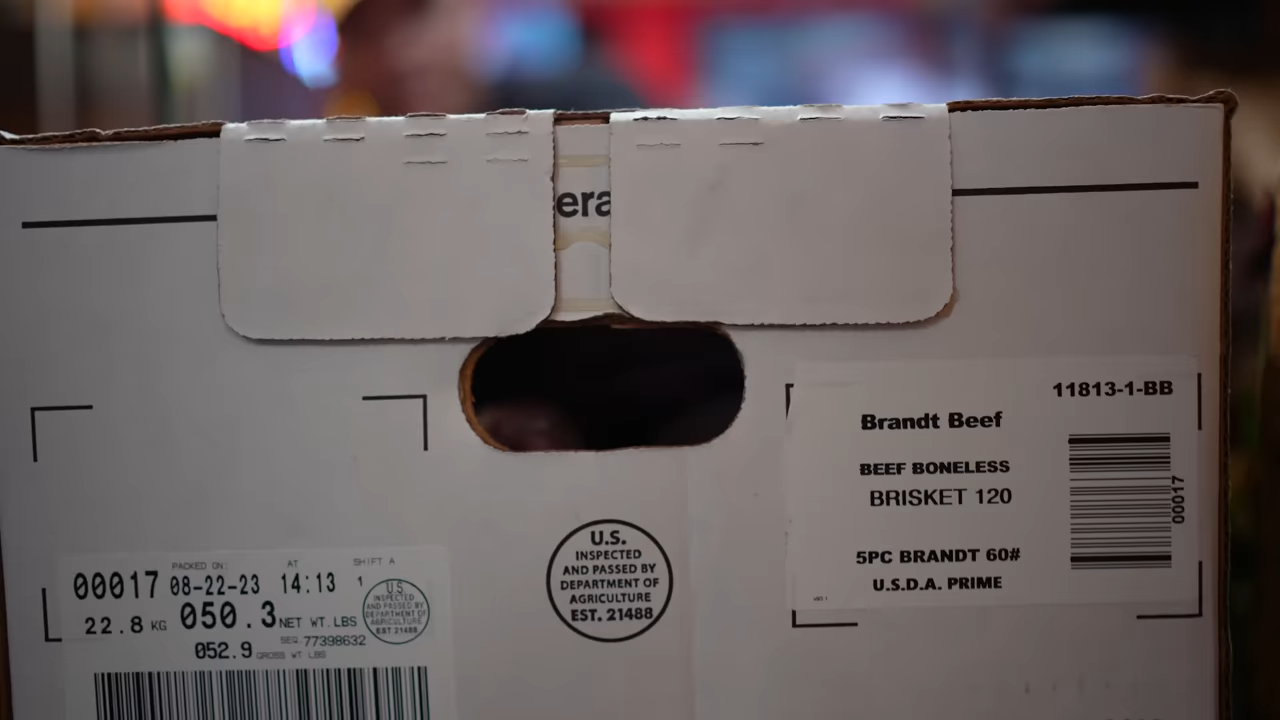 era
11813-1-BB
Brandt Beef
BEEF BONELESS
BRISKET 120
00017
5PC BRANDT 60#
U.S.D.A. PRIME
U.S.
INSPECTED
AND PASSED BY
DEPARTMENT OF
AGRICULTURE
EST. 21488
PACKED ON: AT SHIFT A
00017 08-22-23 14:13 1
22.8 KG 050.3 NET WT.LBS
SEQ 77398632
052.9 GROSS WT LBS
U.S
INSPECTED
AND PASSED BY
DEPARTMENT OF
AGRICULTURE
EST 21488